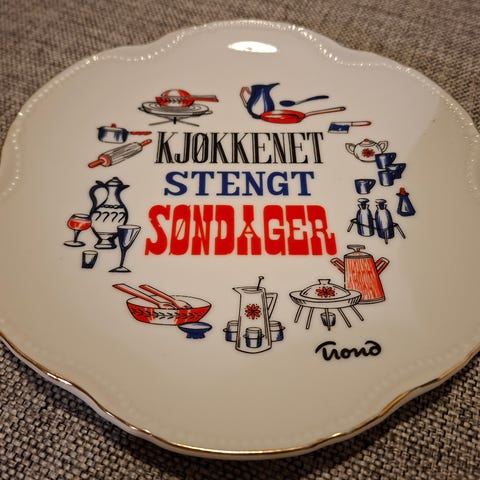 KJØKKENET
STENGT
SØNDAGER
Trond